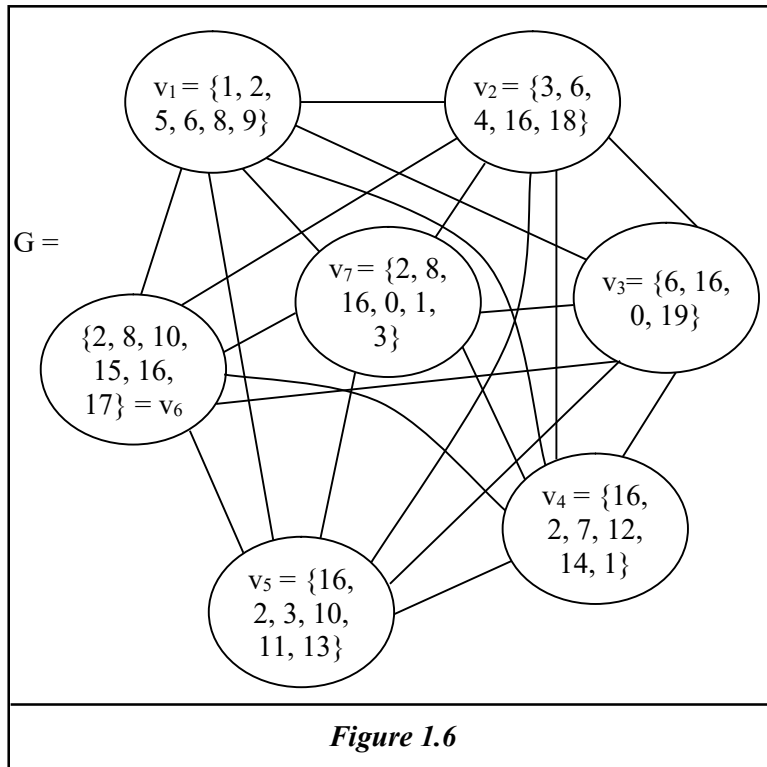 v₁ = {1, 2,
5, 6, 8, 9}
v₂ = {3, 6,
4, 16, 18}
G =
v₇ = {2, 8,
16, 0, 1,
3}
v₃= {6, 16,
0, 19}
{2, 8, 10,
15, 16,
17} = v₆
v₄ = {16,
2, 7, 12,
14, 1}
v₅ = {16,
2, 3, 10,
11, 13}
Figure 1.6